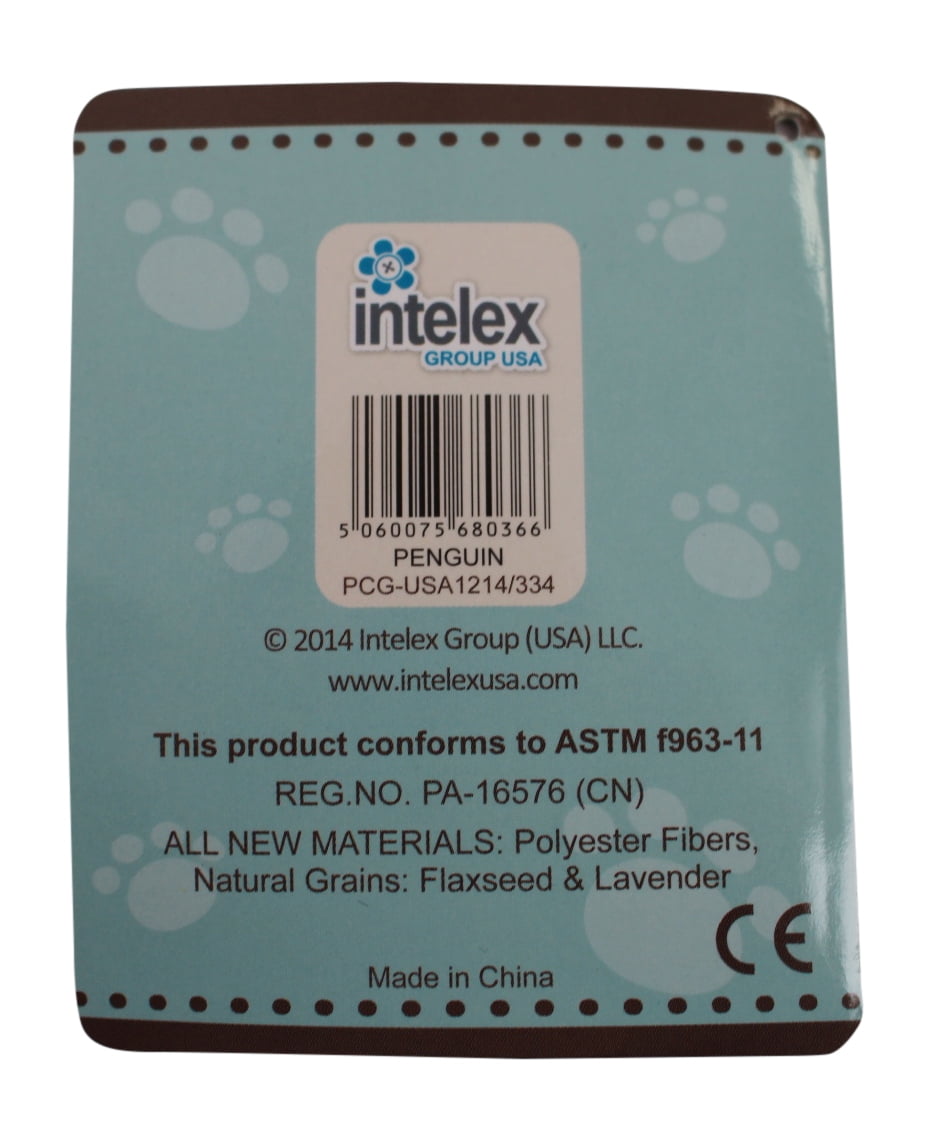 intelex
GROUP USA
5 060075 680366
PENGUIN
PCG-USA1214/334
© 2014 Intelex Group (USA) LLC.
www.intelexusa.com
This product conforms to ASTM f963-11
REG.NO. PA-16576 (CN)
ALL NEW MATERIALS: Polyester Fibers,
Natural Grains: Flaxseed & Lavender
CE
Made in China